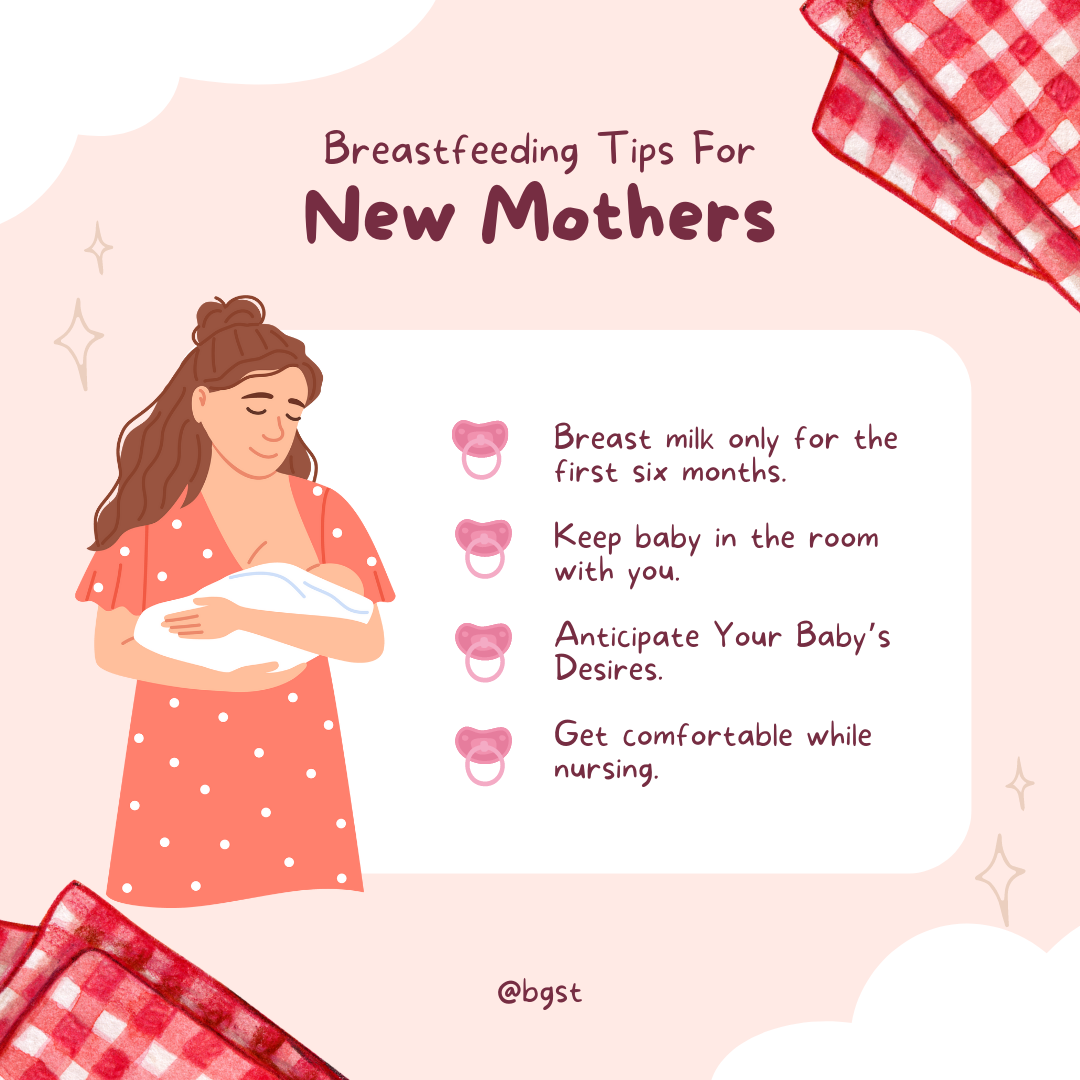 Breastfeeding Tips For
New Mothers
Breast milk only for the
first six months.
Keep baby in the room
with you.
Anticipate Your Baby's
Desires.
Get comfortable while
nursing.
@bgst